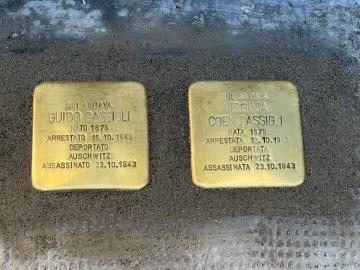 QUI ABITAVA
GUIDO PASSIGLI
NATO 1873
ARRESTATO 16.10.1943
DEPORTATO
AUSCHWITZ
ASSASSINATO 23.10.1943
QUI ABITAVA
REGINA
COEN PASSIGLI
NATA 1879
ARRESTATA 16.10.1943
DEPORTATA
AUSCHWITZ
ASSASSINATA 23.10.1943